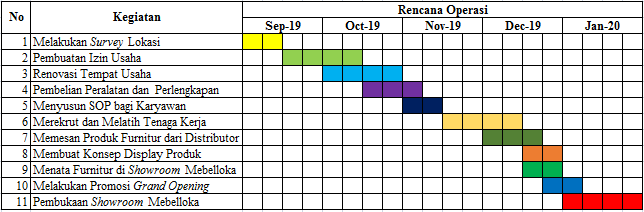 No Kegiatan Rencana Operasi
Sep-19 Oct-19 Nov-19 Dec-19 Jan-20
1 Melakukan Survey Lokasi
2 Pembuatan Izin Usaha
3 Renovasi Tempat Usaha
4 Pembelian Peralatan dan Perlengkapan
5 Menyusun SOP bagi Karyawan
6 Merekrut dan Melatih Tenaga Kerja
7 Memesan Produk Furnitur dari Distributor
8 Membuat Konsep Display Produk
9 Menata Furnitur di Showroom Mebelloka
10 Melakukan Promosi Grand Opening
11 Pembukaan Showroom Mebelloka